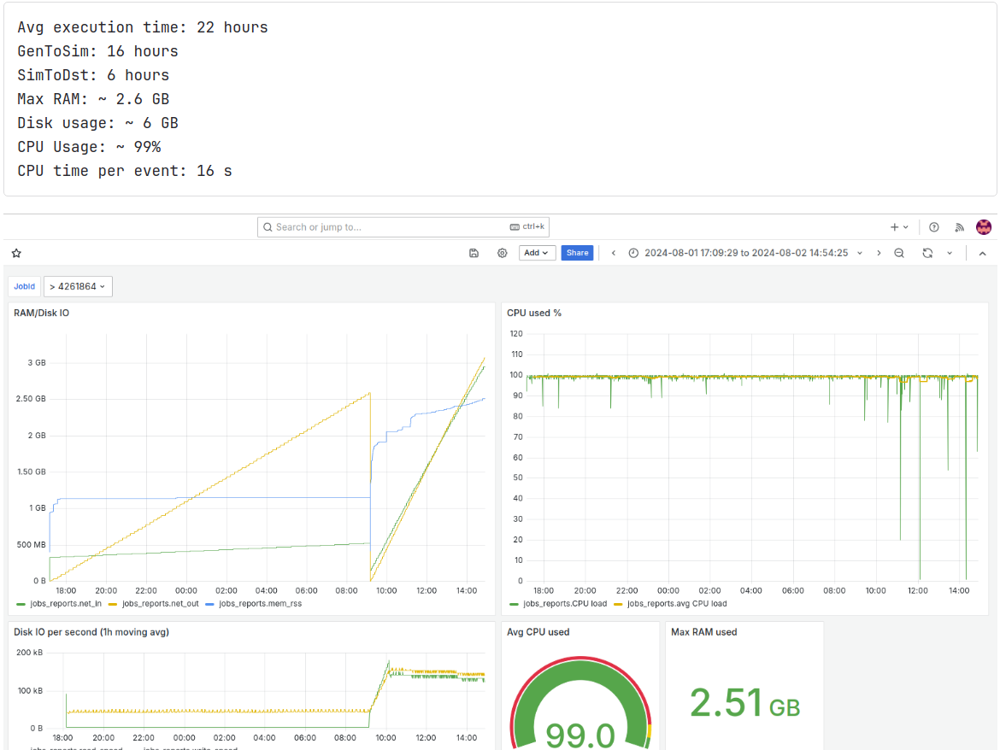 Avg execution time: 22 hours
GenToSim: 16 hours
SimToDst: 6 hours
Max RAM: ~ 2.6 GB
Disk usage: ~ 6 GB
CPU Usage: ~ 99%
CPU time per event: 16 s
Search or jump to... ctrl+k
Add Share 2024-08-01 17:09:29 to 2024-08-02 14:54:25
JobId > 4261864
RAM/Disk IO
3 GB
2.50 GB
2 GB
1.50 GB
1 GB
500 MB
0 B
18:00 20:00 22:00 00:00 02:00 04:00 06:00 08:00 10:00 12:00 14:00
jobs_reports.net_in jobs_reports.net_out jobs_reports.mem_rss
CPU used %
120
110
100
90
80
70
60
50
40
30
20
10
0
18:00 20:00 22:00 00:00 02:00 04:00 06:00 08:00 10:00 12:00 14:00
jobs_reports.CPU load jobs_reports.avg CPU load
Disk IO per second (1h moving avg)
200 kB
100 kB
0 B
18:00 20:00 22:00 00:00 02:00 04:00 06:00 08:00 10:00 12:00 14:00
Avg CPU used
99.0
Max RAM used
2.51 GB